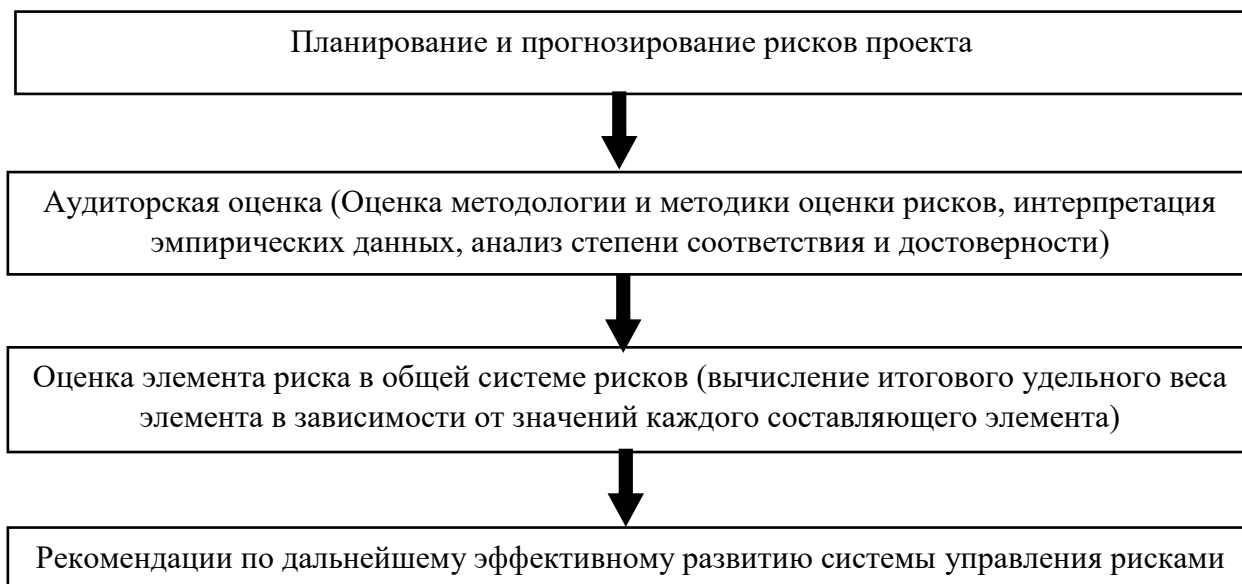 Планирование и прогнозирование рисков проекта
Аудиторская оценка (Оценка методологии и методики оценки рисков, интерпретация
эмпирических данных, анализ степени соответствия и достоверности)
Оценка элемента риска в общей системе рисков (вычисление итогового удельного веса
элемента в зависимости от значений каждого составляющего элемента)
Рекомендации по дальнейшему эффективному развитию системы управления рисками